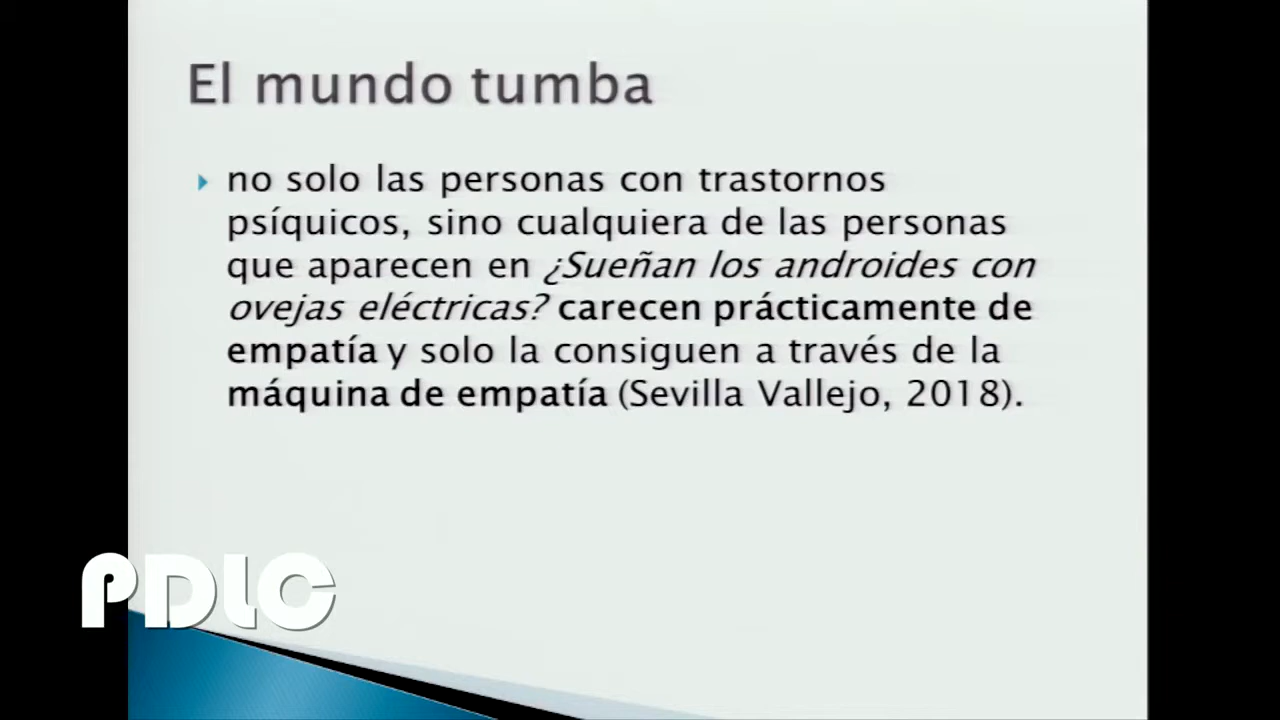 El mundo tumba
no solo las personas con trastornos
psíquicos, sino cualquiera de las personas
que aparecen en ¿Sueñan los androides con
ovejas eléctricas? carecen prácticamente de
empatía y solo la consiguen a través de la
máquina de empatía (Sevilla Vallejo, 2018).
PDLC